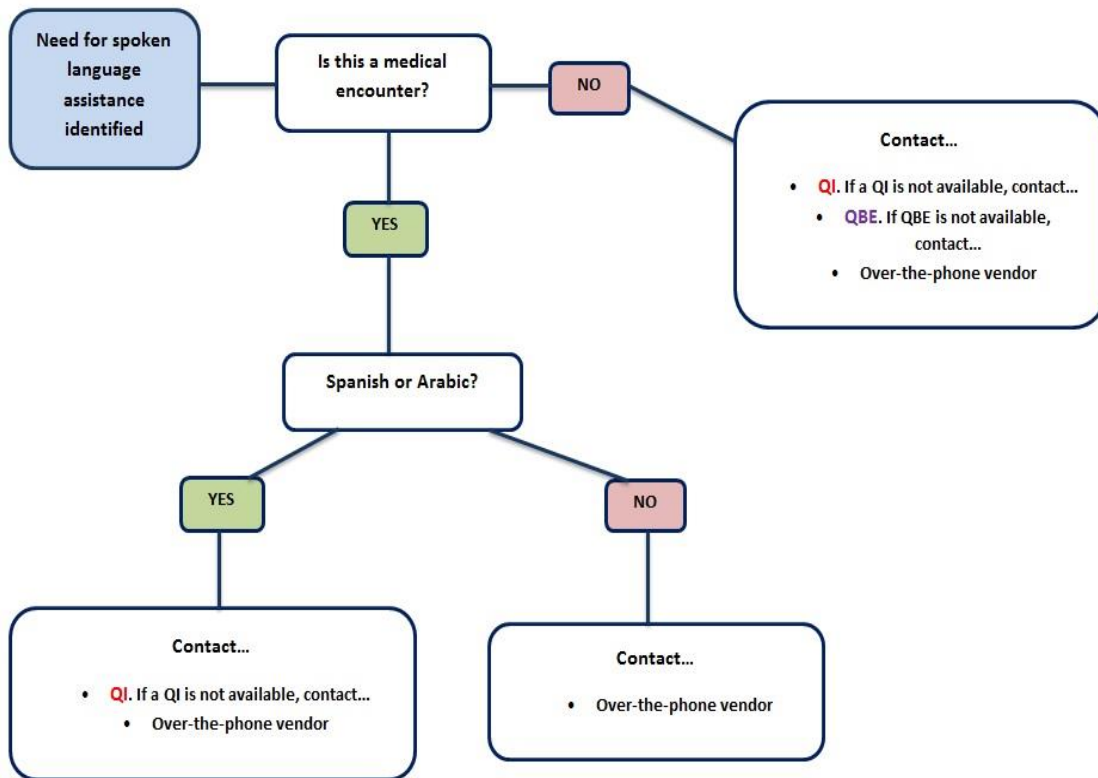 Need for spoken
language
assistance
identified
Is this a medical
encounter?
NO
Contact...
• QI. If a QI is not available, contact...
• QBE. If QBE is not available,
contact...
• Over-the-phone vendor
YES
Spanish or Arabic?
YES
NO
Contact...
• QI. If a QI is not available, contact...
• Over-the-phone vendor
Contact...
• Over-the-phone vendor